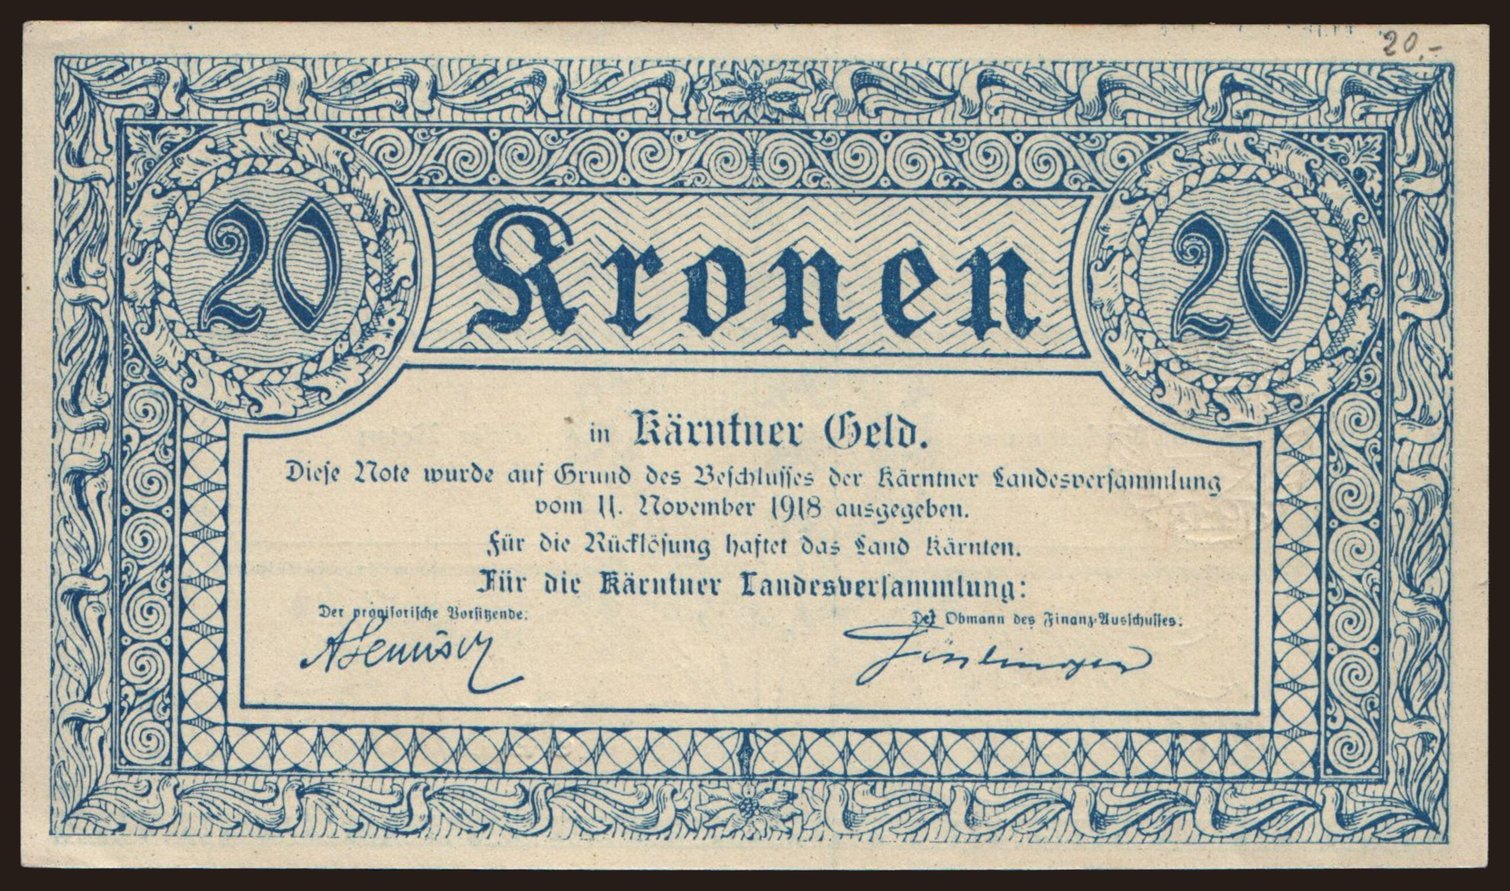 20.-
20 Kronen 20
in Kärntner Geld.
Diese Note wurde auf Grund des Beschlusses der Kärntner Landesversammlung
vom 11. November 1918 ausgegeben.
Für die Rücklösung haftet das Land Kärnten.
Für die Kärntner Landesversammlung:
Der provisorische Vorsitzende: Der Obmann des Finanz-Ausschusses: